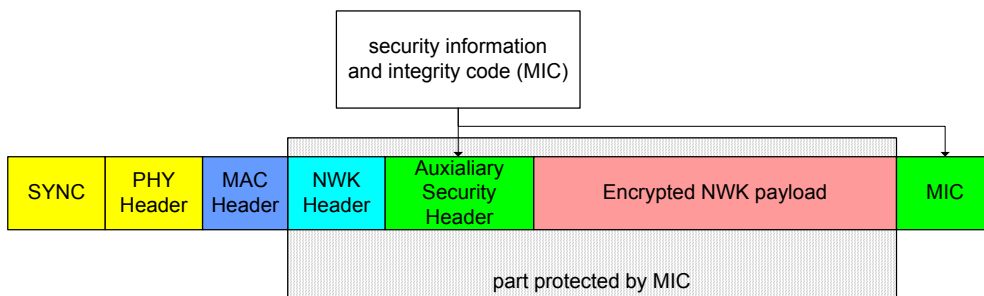 security information
and integrity code (MIC)
SYNC
PHY
Header
MAC
Header
NWK
Header
Auxialiary
Security
Header
Encrypted NWK payload
MIC
part protected by MIC